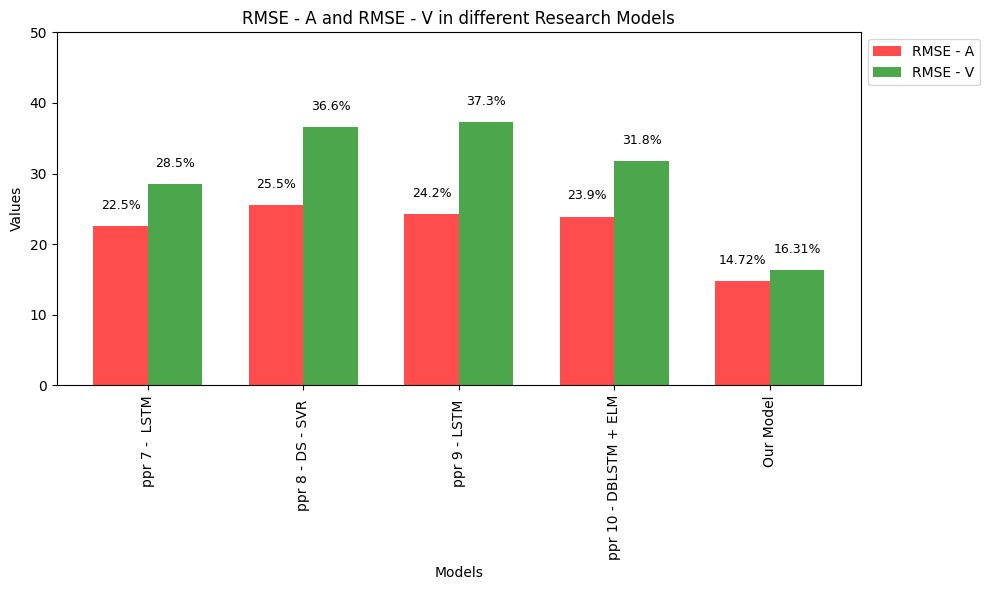 RMSE - A and RMSE - V in different Research Models
RMSE - A
RMSE - V
Values
50
40
30
20
10
0
22.5%
28.5%
25.5%
36.6%
24.2%
37.3%
23.9%
31.8%
14.72%
16.31%
ppr 7 -  LSTM
ppr 8 - DS - SVR
ppr 9 - LSTM
ppr 10 - DBLSTM + ELM
Our Model
Models